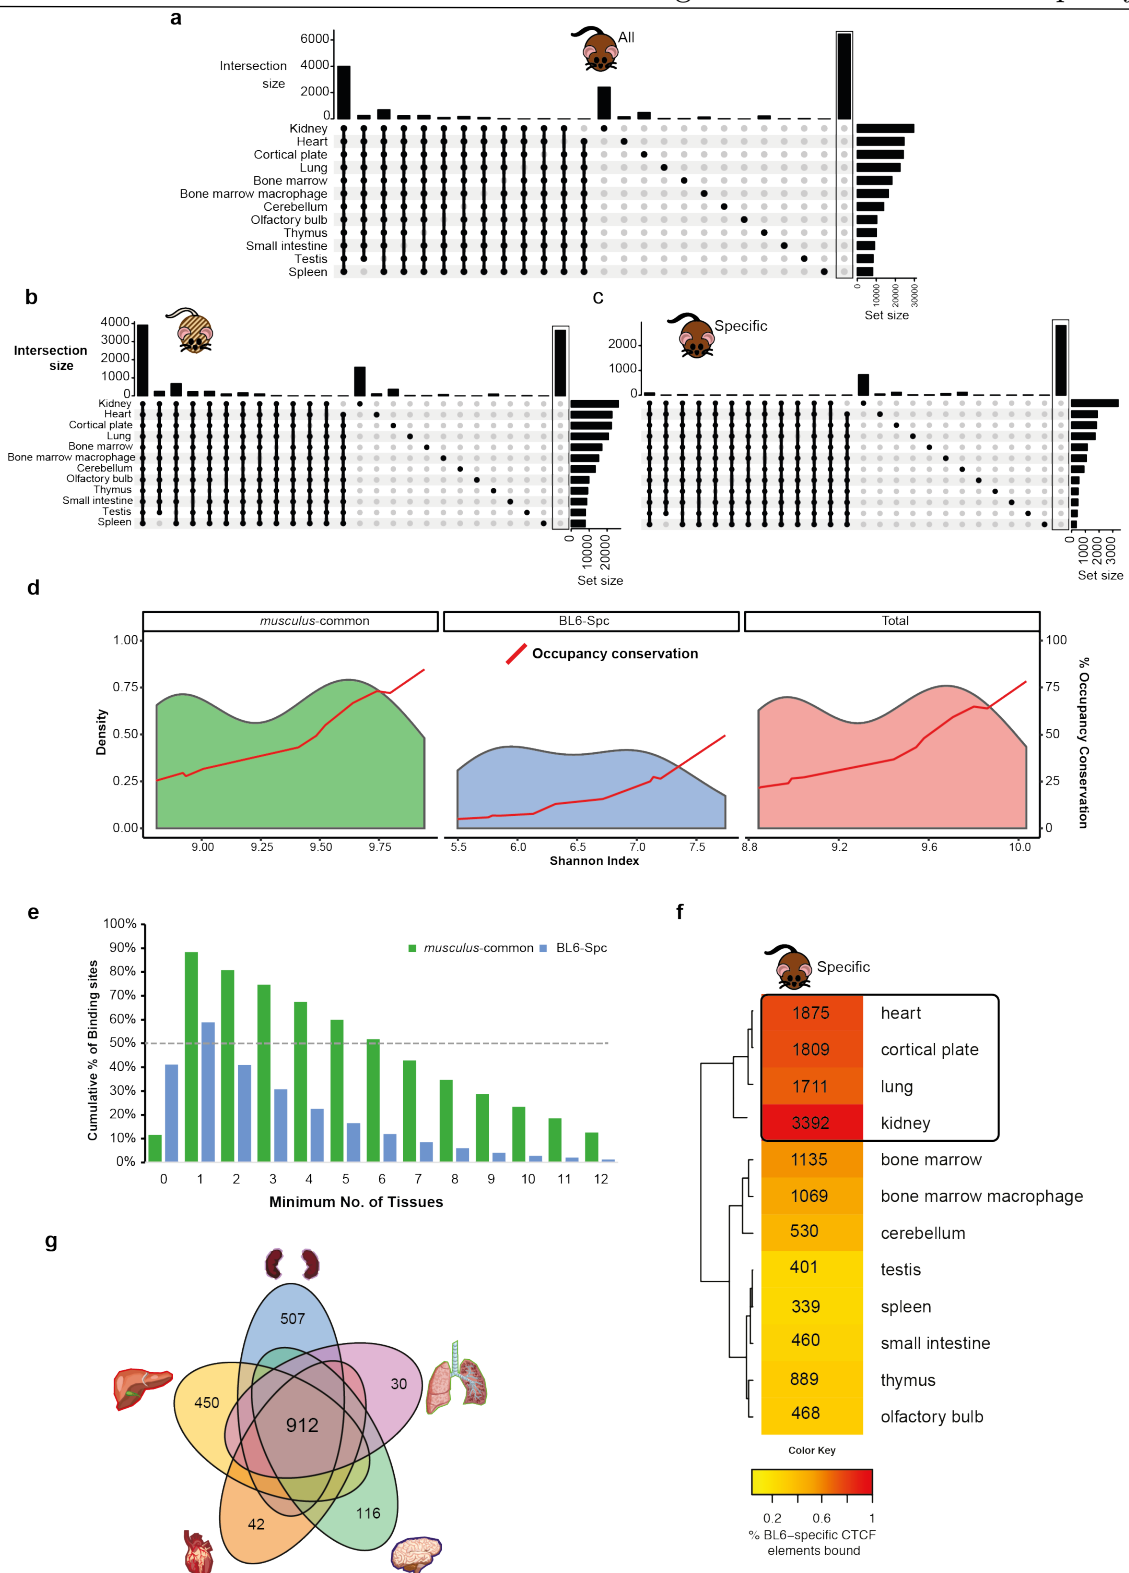 a
All
Intersection
size
6000
4000
2000
0
Kidney
Heart
Cortical plate
Lung
Bone marrow
Bone marrow macrophage
Cerebellum
Olfactory bulb
Thymus
Small intestine
Testis
Spleen
0
10000
20000
30000
Set size
b
Intersection
size
4000
3000
2000
1000
0
Kidney
Heart
Cortical plate
Lung
Bone marrow
Bone marrow macrophage
Cerebellum
Olfactory bulb
Thymus
Small intestine
Testis
Spleen
0
10000
20000
Set size
c
Specific
2000
1000
0
0
1000
2000
3000
Set size
d
musculus-common
BL6-Spc
Total
Occupancy conservation
Density
1.00
0.75
0.50
0.25
0.00
9.00 9.25 9.50 9.75
5.5 6.0 6.5 7.0 7.5
8.8 9.2 9.6 10.0
Shannon Index
100
75
50
25
0
% Occupancy Conservation
e
musculus-common BL6-Spc
Cumulative % of Binding sites
100%
90%
80%
70%
60%
50%
40%
30%
20%
10%
0%
0 1 2 3 4 5 6 7 8 9 10 11 12
Minimum No. of Tissues
f
Specific
1875 heart
1809 cortical plate
1711 lung
3392 kidney
1135 bone marrow
1069 bone marrow macrophage
530 cerebellum
401 testis
339 spleen
460 small intestine
889 thymus
468 olfactory bulb
Color Key
0.2 0.6 1
% BL6–specific CTCF
elements bound
g
507
30
450
912
116
42